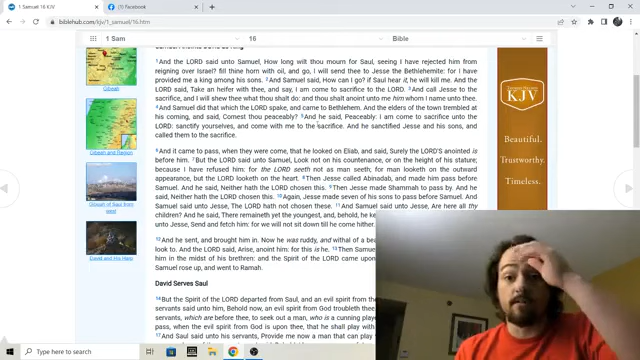 1 Samuel 16 KJV
(1) Facebook
biblehub.com/kjv/1_samuel/16.htm
1 Sam 16 Bible
1And the LORD said unto Samuel, How long wilt thou mourn for Saul, seeing I have rejected him from
reigning over Israel? fill thine horn with oil, and go, I will send thee to Jesse the Bethlehemite: for I have
provided me a king among his sons. 2 And Samuel said, How can I go? if Saul hear it, he will kill me. And the
LORD said, Take an heifer with thee, and say, I am come to sacrifice to the LORD. 3 And call Jesse to the
sacrifice, and I will shew thee what thou shalt do: and thou shalt anoint unto me him whom I name unto thee.
4 And Samuel did that which the LORD spake, and came to Bethlehem. And the elders of the town trembled at
his coming, and said, Comest thou peaceably? 5 And he said, Peaceably: I am come to sacrifice unto the
LORD: sanctify yourselves, and come with me to the sacrifice. And he sanctified Jesse and his sons, and
called them to the sacrifice.
6 And it came to pass, when they were come, that he looked on Eliab, and said, Surely the LORD'S anointed is
before him. 7 But the LORD said unto Samuel, Look not on his countenance, or on the height of his stature;
because I have refused him: for the LORD seeth not as man seeth; for man looketh on the outward
appearance, but the LORD looketh on the heart. 8 Then Jesse called Abinadab, and made him pass before
Samuel. And he said, Neither hath the LORD chosen this. 9 Then Jesse made Shammah to pass by. And he
said, Neither hath the LORD chosen this. 10 Again, Jesse made seven of his sons to pass before Samuel. And
Samuel said unto Jesse, The LORD hath not chosen these. 11 And Samuel said unto Jesse, Are here all thy
children? And he said, There remaineth yet the youngest, and, behold, he
Jesse, Send and fetch him: for we will not sit down till he come hither.
12 And he sent, and brought him in. Now he was ruddy, and withal of a
look to. And the LORD said, Arise, anoint him: for this is he. 13 Then Samuel
him in the midst of his brethren: and the Spirit of the LORD came upon
Samuel rose up, and went to Ramah.
David Serves Saul
14 But the Spirit of the LORD departed from Saul, and an evil spirit from the
servants said unto him, Behold now, an evil spirit from God troubleth thee
servants, which are before thee, to seek out a man, who is a cunning
pass, when the evil spirit from God is upon thee, that he shall play with
17 And Saul said unto his servants, Provide me now a man that can play
Gibeah
Gibeah and Region
Gibeah of Saul from
west
David and His Harp
KJV
Beautiful.
Trustworthy.
Timeless.
Type here to search